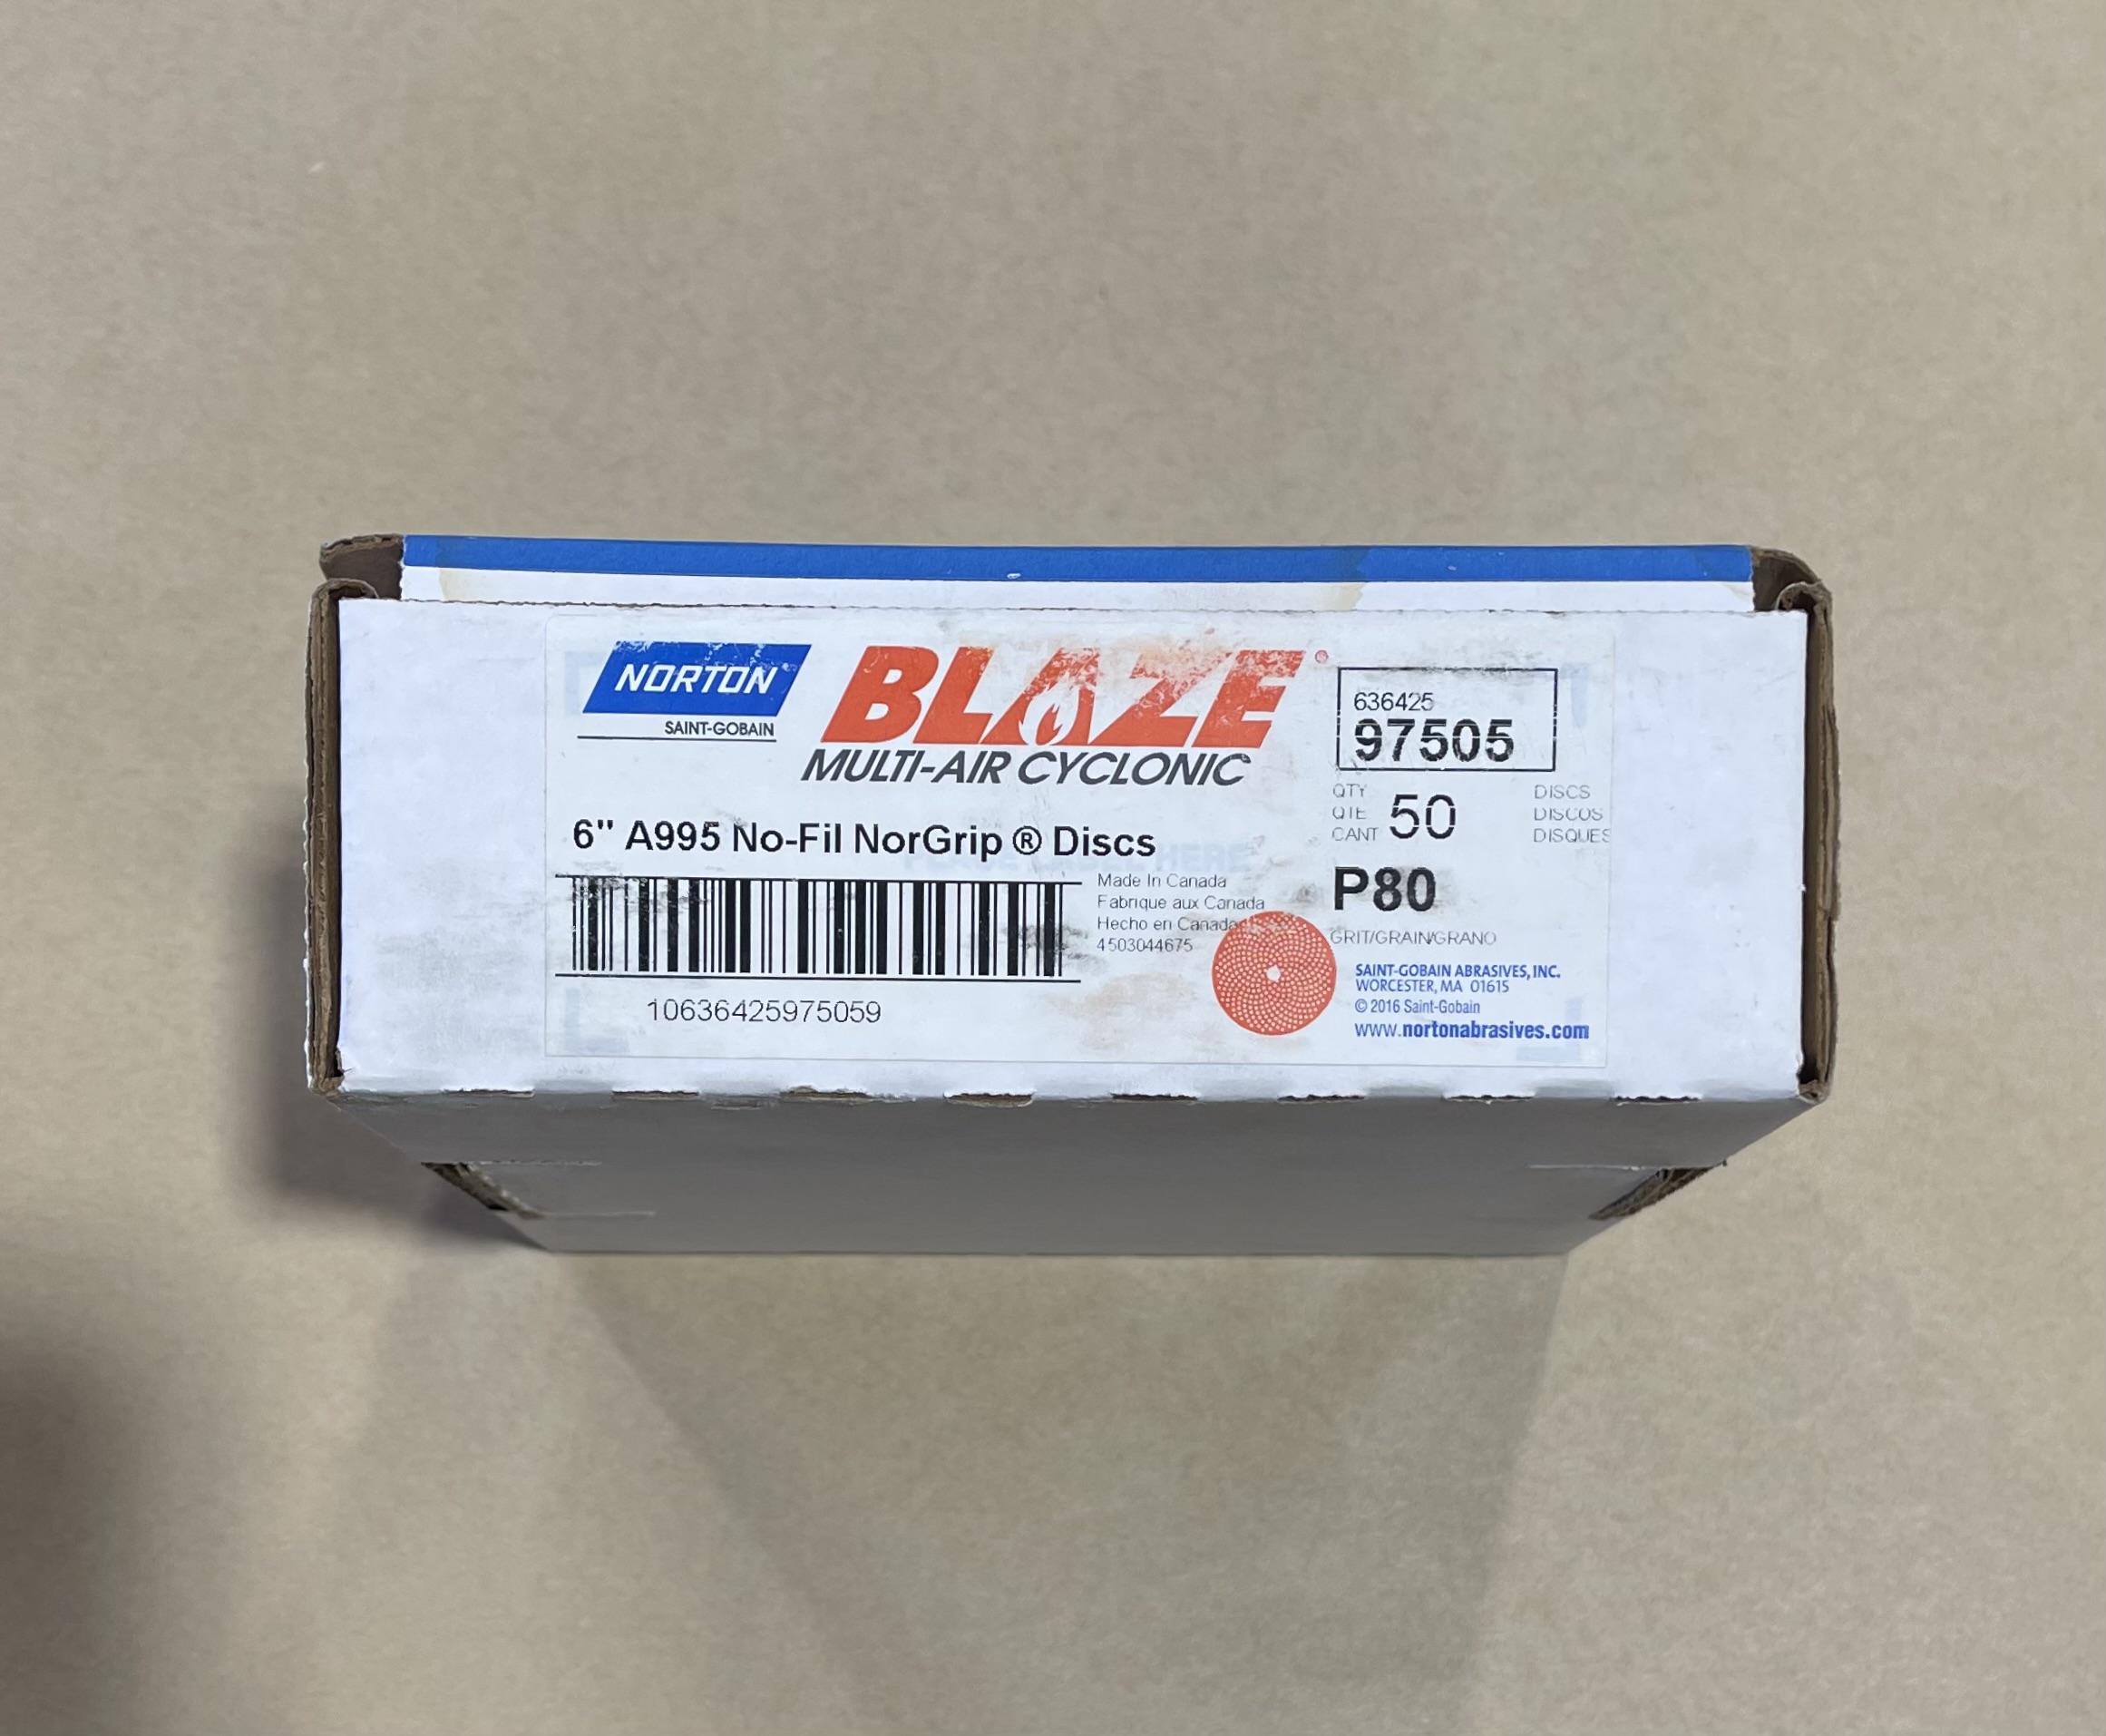 NORTON
SAINT-GOBAIN
BLAZE®
MULTI-AIR CYCLONIC
6" A995 No-Fil NorGrip ® Discs
10636425975059
Made In Canada
Fabrique aux Canada
Hecho en Canada
4503044675
636425
97505
QTY
QTE
CANT
50
DISCS
DISCOS
DISQUES
P80
GRIT/GRAIN/GRANO
SAINT-GOBAIN ABRASIVES, INC.
WORCESTER, MA 01615
© 2016 Saint-Gobain
www.nortonabrasives.com
HERE